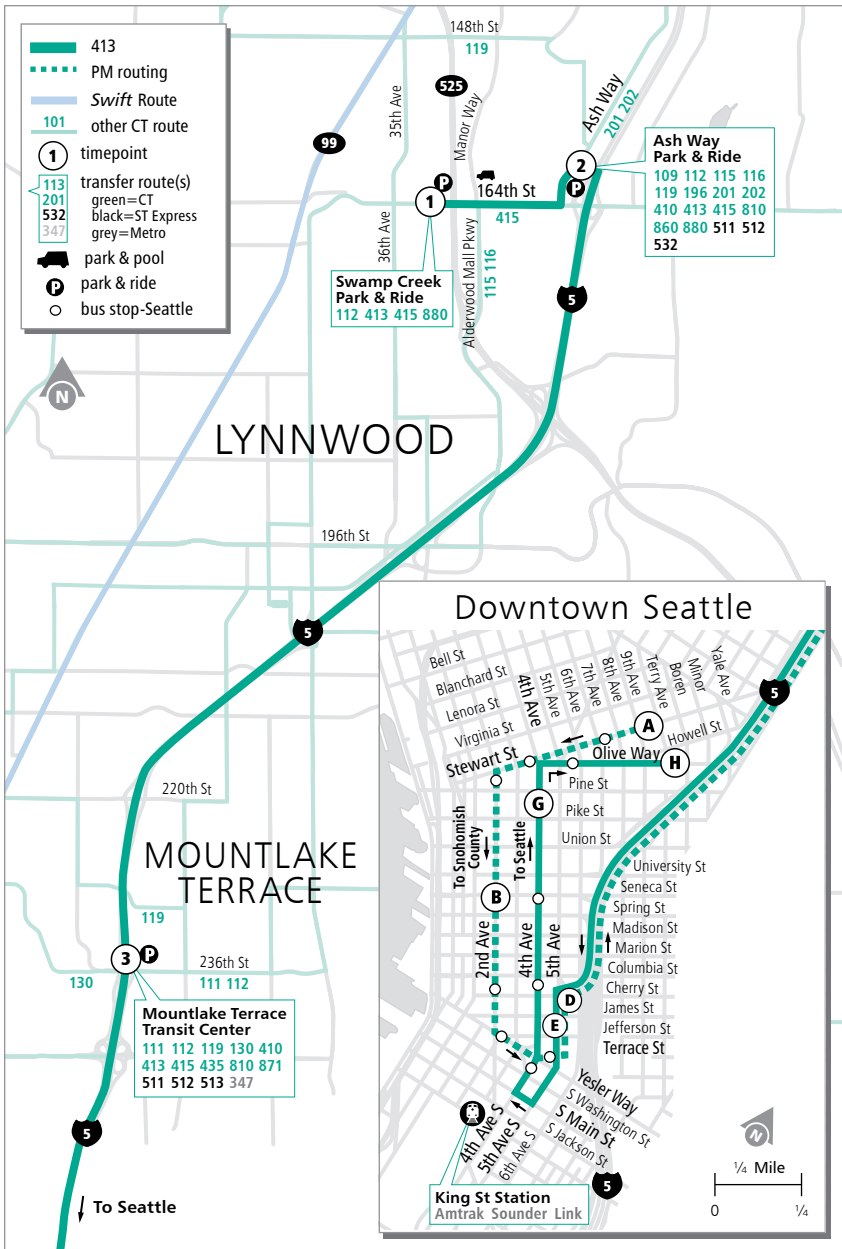 413
PM routing
Swift Route
101
other CT route
1
timepoint
113
201
532
347
transfer route(s)
green=CT
black=ST Express
grey=Metro
park & pool
P
park & ride
bus stop-Seattle
N
148th St
119
525
99
35th Ave
Manor Way
Ash Way
201 202
2
P
P
1
164th St
415
36th Ave
Alderwood Mall Pkwy
115 116
Ash Way
Park & Ride
109 112 115 116
119 196 201 202
410 413 415 810
860 880 511 512
532
Swamp Creek
Park & Ride
112 413 415 880
5
LYNNWOOD
196th St
5
220th St
MOUNTLAKE
TERRACE
119
3
P
236th St
130
111 112
Mountlake Terrace
Transit Center
111 112 119 130 410
413 415 435 810 871
511 512 513 347
5
To Seattle
Downtown Seattle
Bell St
Blanchard St
Lenora St
Virginia St
Stewart St
4th Ave
5th Ave
6th Ave
7th Ave
8th Ave
9th Ave
Terry Ave
Boren
Minor
Yale Ave
5
A
Howell St
Olive Way
H
Pine St
G
Pike St
Union St
To Snohomish
County
To Seattle
B
2nd Ave
4th Ave
5th Ave
University St
Seneca St
Spring St
Madison St
Marion St
Columbia St
Cherry St
D
James St
E
Jefferson St
Terrace St
Yesler Way
S Washington St
S Main St
S Jackson St
4th Ave S
5th Ave S
6th Ave S
5
N
King St Station
Amtrak Sounder Link
¼ Mile
0
¼